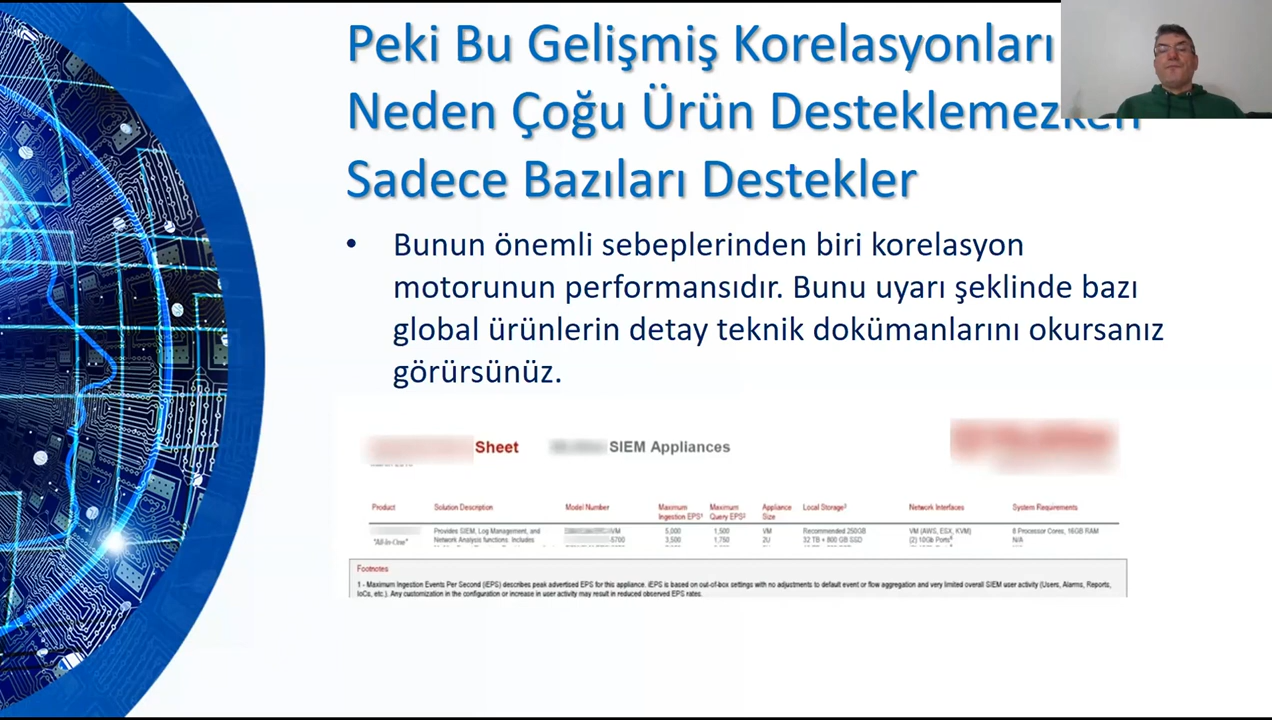 Peki Bu Gelişmiş Korelasyonları
Neden Çoğu Ürün Desteklemezken
Sadece Bazıları Destekler
• Bunun önemli sebeplerinden biri korelasyon
motorunun performansıdır. Bunu uyarı şeklinde bazı
global ürünlerin detay teknik dokümanlarını okursanız
görürsünüz.
Sheet SIEM Appliances
Product Solution Description Model Number Maximum Ingestion EPS¹ Maximum Query EPS² Appliance Size Local Storage³ Network Interfaces System Requirements
Provides SIEM, Log Management, and VM 5,000 1,500 VM Recommended 250GB VM (AWS, ESX, KVM) 8 Processor Cores, 16GB RAM
"All-In-One" Network Analysis functions. Includes -5700 3,500 1,750 2U 32 TB + 800 GB SSD (2) 10Gb Ports N/A
Footnotes
1 - Maximum Ingestion Events Per Second (iEPS) describes peak advertised EPS for this appliance. iEPS is based on out-of-box settings with no adjustments to default event or flow aggregation and very limited overall SIEM user activity (Users, Alarms, Reports,
IoCs, etc.). Any customization in the configuration or increase in user activity may result in reduced observed EPS rates.